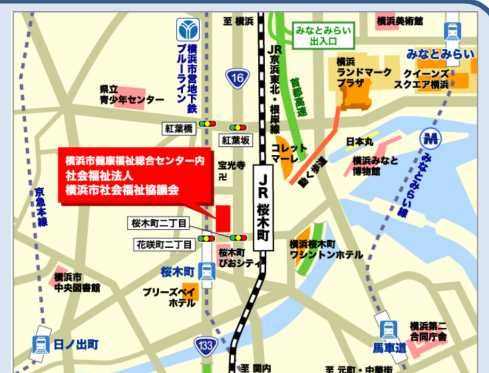 至 横浜
みなとみらい
出入口
横浜美術館
みなとみらい
横浜
ランドマーク
プラザ
クイーンズ
スクエア横浜
横浜市営地下鉄
ブルーライン
16
JR京浜東北・根岸線
首都高速
県立
青少年センター
紅葉橋
紅葉坂
コレット
マーレ
動く歩道
日本丸
横浜みなと
博物館
みなとみらい線
横浜市健康福祉総合センター内
社会福祉法人
横浜市社会福祉協議会
宝光寺
卍
JR 桜木町
京急本線
桜木町二丁目
花咲町二丁目
桜木町
ぴおシティ
横浜桜木町
ワシントンホテル
桜木町
ブリーズベイ
ホテル
横浜市
中央図書館
日ノ出町
133
至 関内
馬車道
横浜第二
合同庁舎
至 元町・中華街